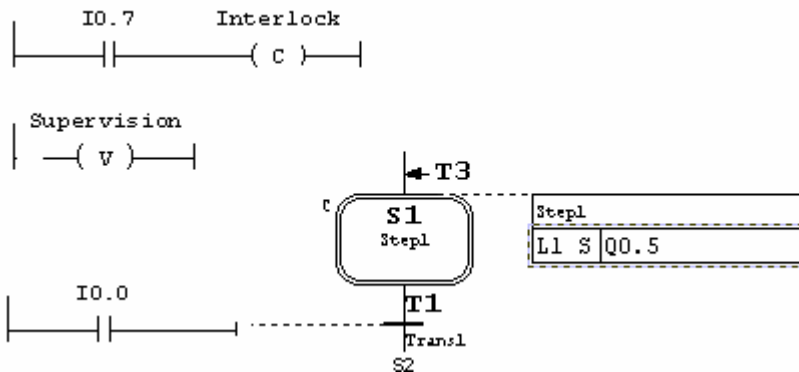 I0.7 Interlock
( C )
Supervision
( V )
T3
C
S1
Step1
Step1
L1 S Q0.5
I0.0
T1
Trans1
S2